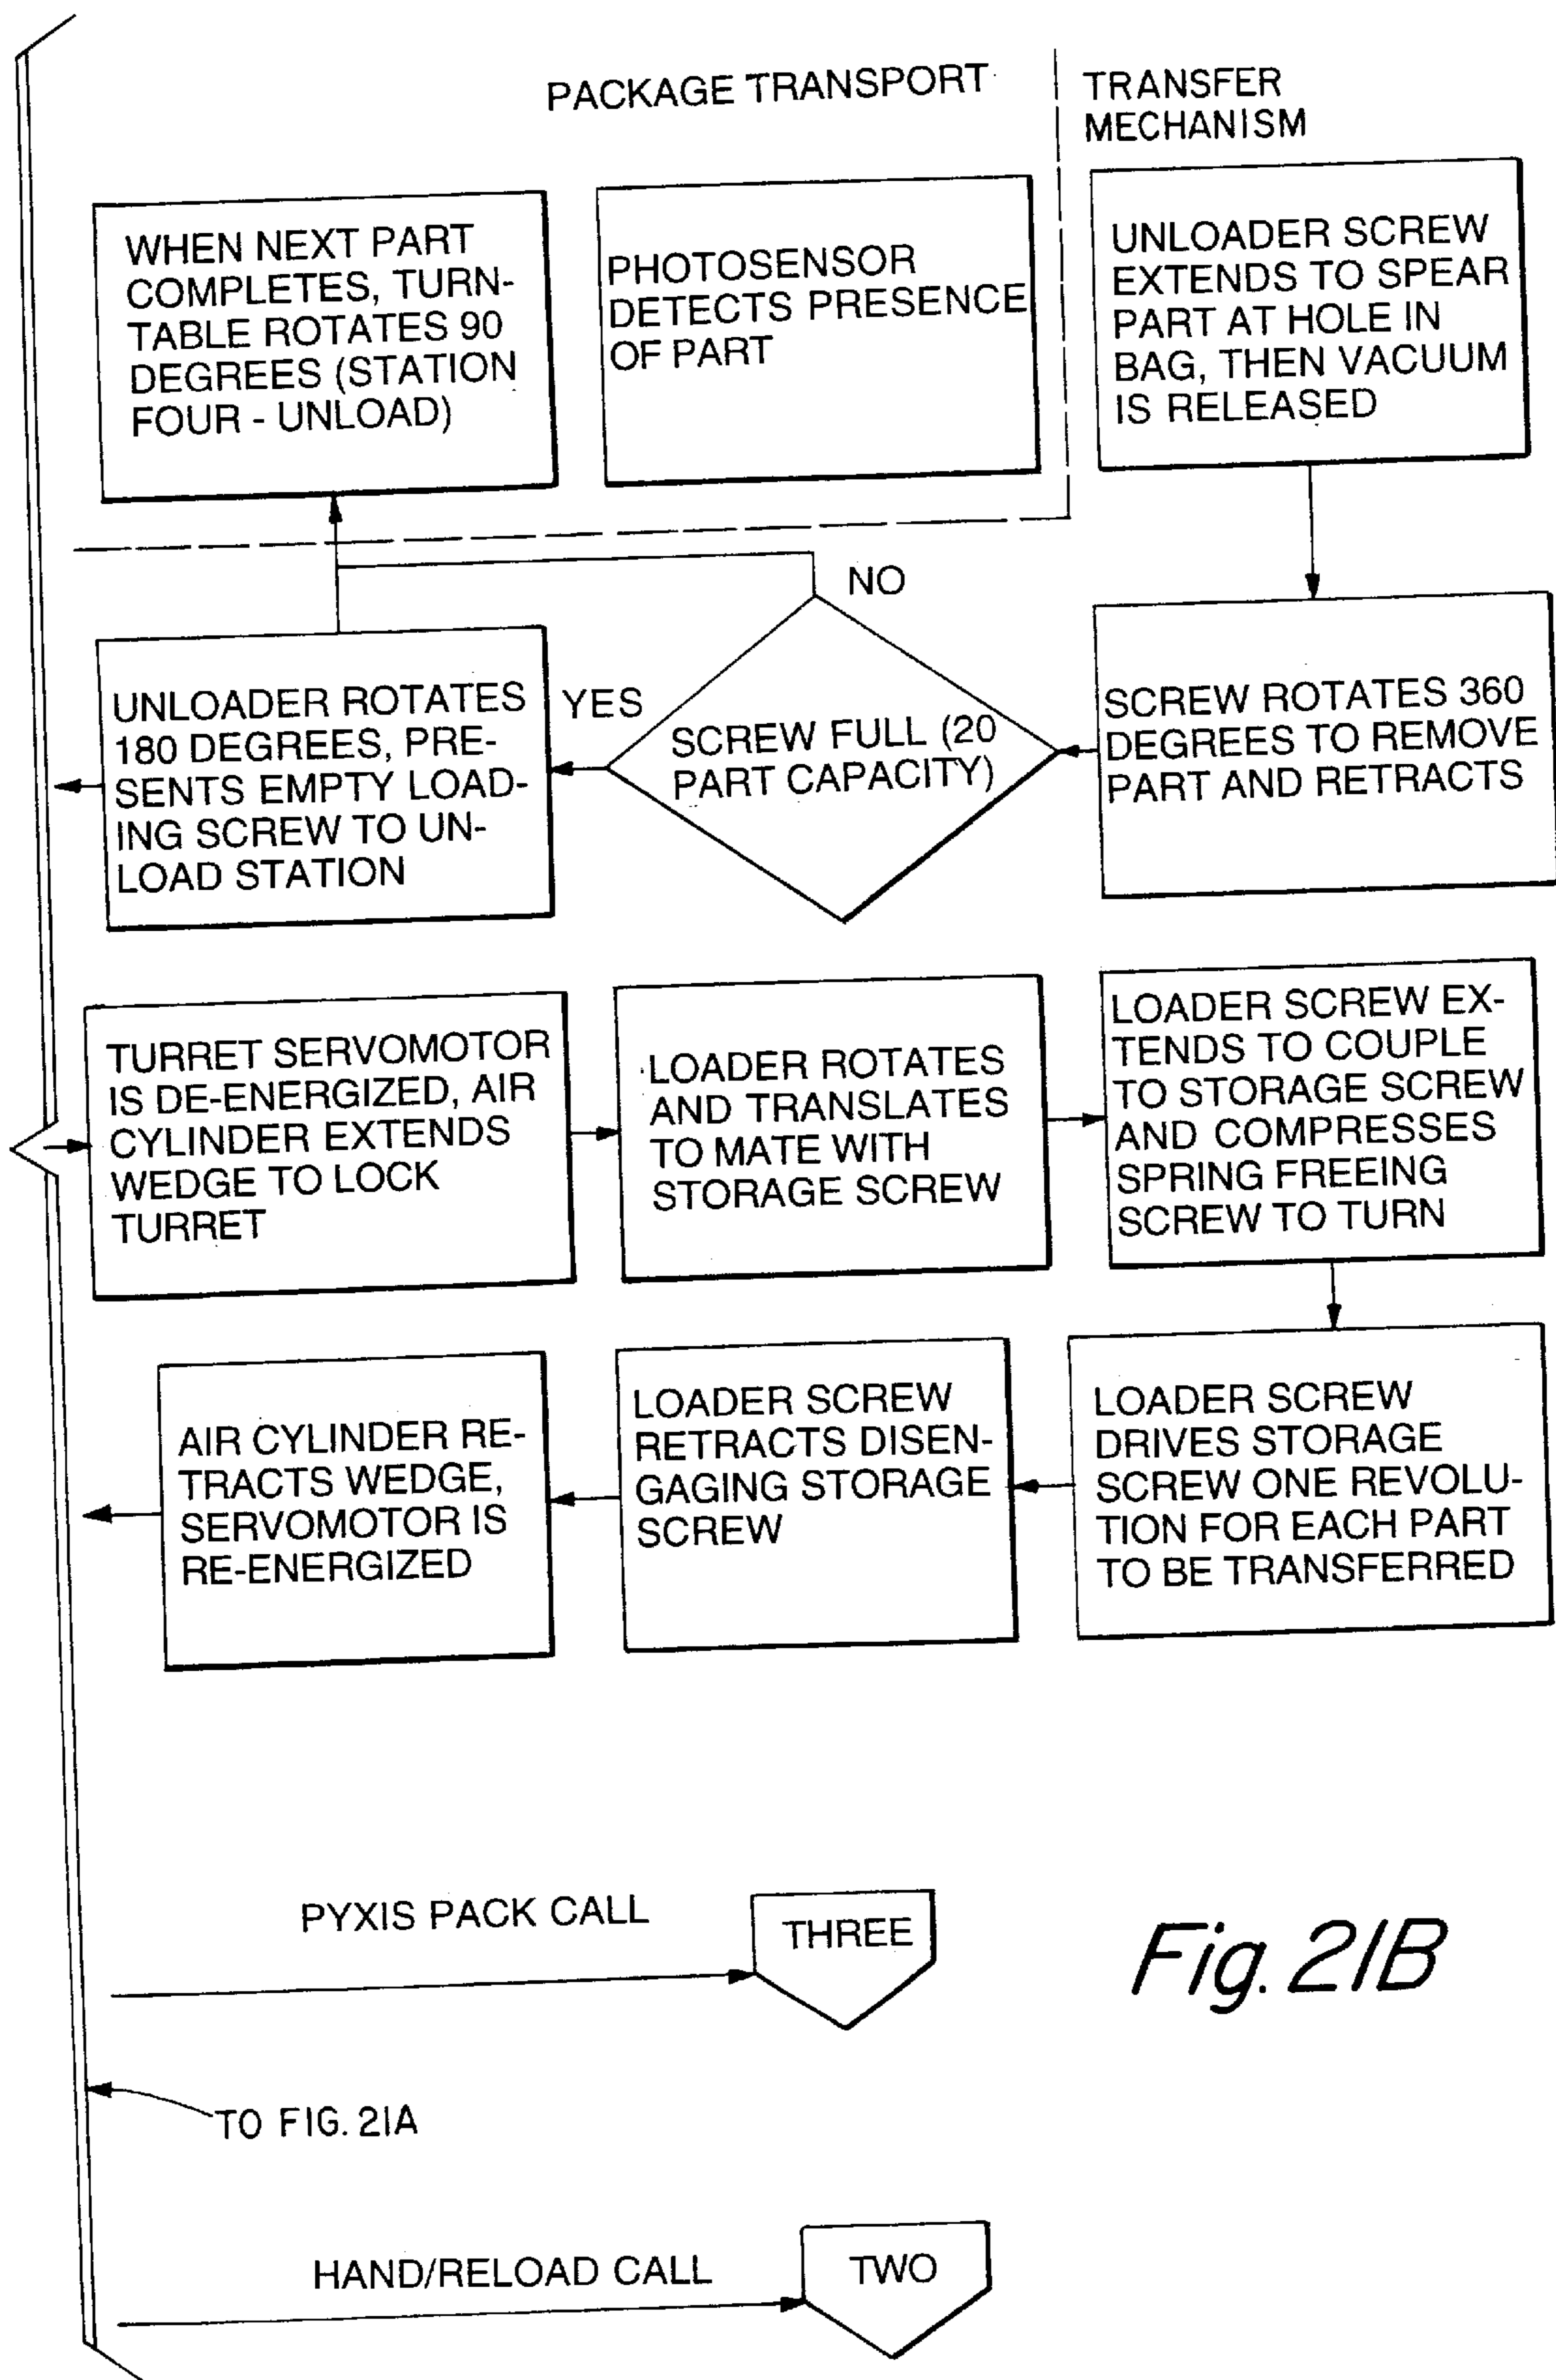 PACKAGE TRANSPORT
TRANSFER
MECHANISM
WHEN NEXT PART
COMPLETES, TURN-
TABLE ROTATES 90
DEGREES (STATION
FOUR - UNLOAD)
PHOTOSENSOR
DETECTS PRESENCE
OF PART
UNLOADER SCREW
EXTENDS TO SPEAR
PART AT HOLE IN
BAG, THEN VACUUM
IS RELEASED
NO
UNLOADER ROTATES
180 DEGREES, PRE-
SENTS EMPTY LOAD-
ING SCREW TO UN-
LOAD STATION
YES
SCREW FULL (20
PART CAPACITY)
SCREW ROTATES 360
DEGREES TO REMOVE
PART AND RETRACTS
TURRET SERVOMOTOR
IS DE-ENERGIZED, AIR
CYLINDER EXTENDS
WEDGE TO LOCK
TURRET
LOADER ROTATES
AND TRANSLATES
TO MATE WITH
STORAGE SCREW
LOADER SCREW EX-
TENDS TO COUPLE
TO STORAGE SCREW
AND COMPRESSES
SPRING FREEING
SCREW TO TURN
AIR CYLINDER RE-
TRACTS WEDGE,
SERVOMOTOR IS
RE-ENERGIZED
LOADER SCREW
RETRACTS DISEN-
GAGING STORAGE
SCREW
LOADER SCREW
DRIVES STORAGE
SCREW ONE REVOLU-
TION FOR EACH PART
TO BE TRANSFERRED
PYXIS PACK CALL
THREE
Fig. 21B
TO FIG. 21A
HAND/RELOAD CALL
TWO